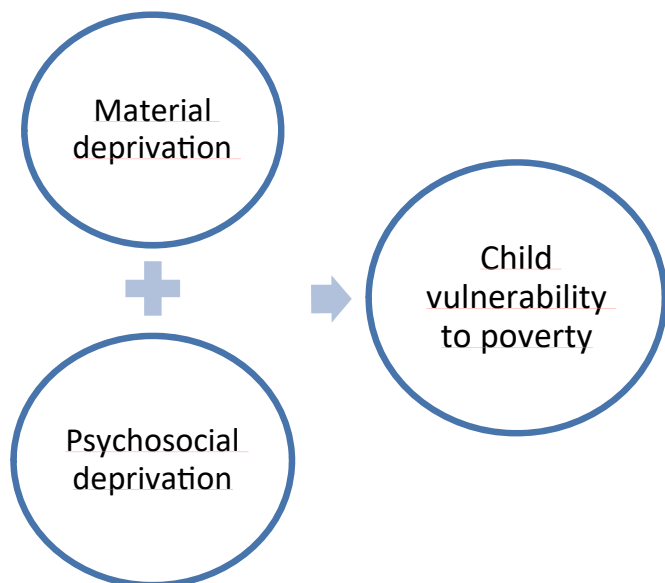 Material
deprivation
Psychosocial
deprivation
Child
vulnerability
to poverty